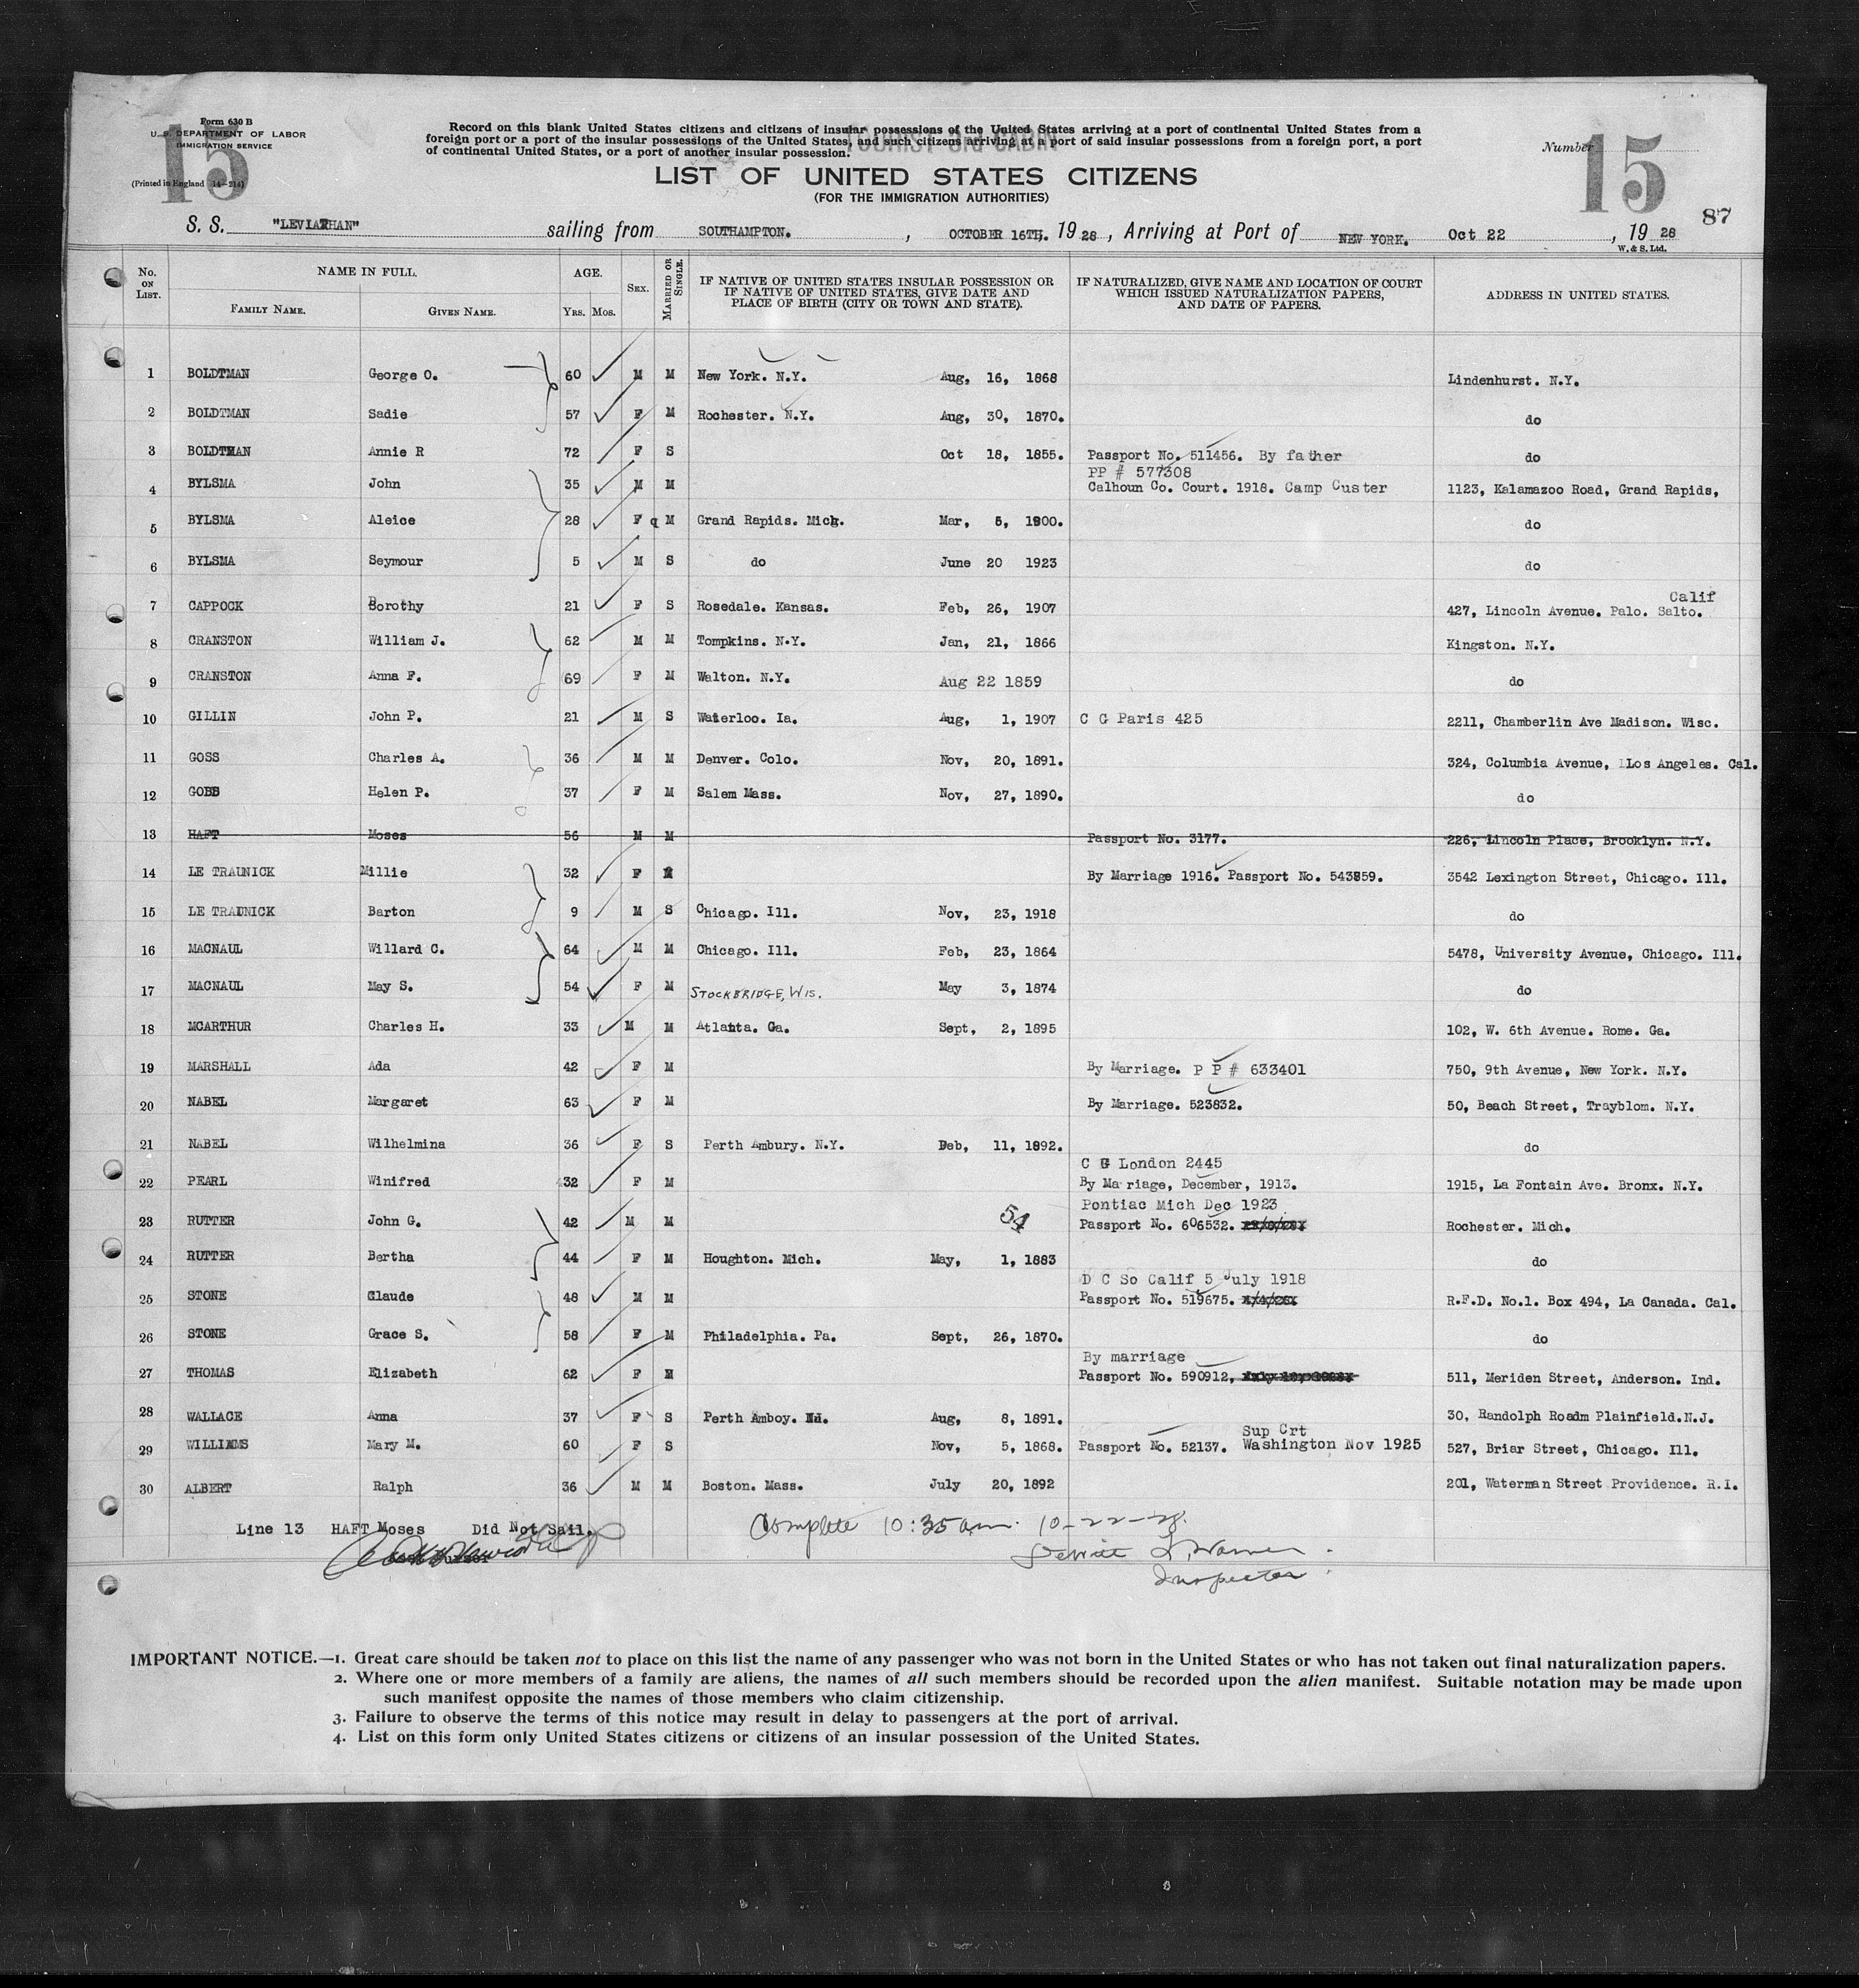 Form 630 B
U. S. DEPARTMENT OF LABOR
IMMIGRATION SERVICE
(Printed in England 14—214)
15
Record on this blank United States citizens and citizens of insular possessions of the United States arriving at a port of continental United States from a
foreign port or a port of the insular possessions of the United States, and such citizens arriving at a port of said insular possessions from a foreign port, a port
of continental United States, or a port of another insular possession.
TOURIST 3rd CABIN
Number
15
87
LIST OF UNITED STATES CITIZENS
(FOR THE IMMIGRATION AUTHORITIES)
S. S. "LEVIATHAN" sailing from SOUTHAMPTON. , OCTOBER 16TH. 19 28 , Arriving at Port of NEW YORK. Oct 22 , 19 28
W. & S. Ltd.
No. ON LIST. NAME IN FULL. FAMILY NAME. GIVEN NAME. AGE. YRS. MOS. SEX. MARRIED OR SINGLE. IF NATIVE OF UNITED STATES INSULAR POSSESSION OR IF NATIVE OF UNITED STATES, GIVE DATE AND PLACE OF BIRTH (CITY OR TOWN AND STATE). IF NATURALIZED, GIVE NAME AND LOCATION OF COURT WHICH ISSUED NATURALIZATION PAPERS, AND DATE OF PAPERS. ADDRESS IN UNITED STATES.
1 BOLDTMAN George O. 60 M M New York. N.Y. Aug, 16, 1868 Lindenhurst. N.Y.
2 BOLDTMAN Sadie 57 F M Rochester. N.Y. Aug, 30, 1870. do
3 BOLDTMAN Annie R 72 F S Oct 18, 1855. Passport No. 511456. By father do
PP # 577308
4 BYLSMA John 35 M M Calhoun Co. Court. 1918. Camp Custer 1123, Kalamazoo Road, Grand Rapids,
5 BYLSMA Aleice 28 F q M Grand Rapids. Mich. Mar, 5, 1900. do
6 BYLSMA Seymour 5 M S do June 20 1923 do
Calif
7 CAPPOCK Dorothy 21 F S Rosedale. Kansas. Feb, 26, 1907 427, Lincoln Avenue. Palo. Salto.
8 CRANSTON William J. 62 M M Tompkins. N.Y. Jan, 21, 1866 Kingston. N.Y.
9 CRANSTON Anna F. 69 F M Walton. N.Y. Aug 22 1859 do
10 GILLIN John P. 21 M S Waterloo. Ia. Aug, 1, 1907 C G Paris 425 2211, Chamberlin Ave Madison. Wisc.
11 GOSS Charles A. 36 M M Denver. Colo. Nov, 20, 1891. 324, Columbia Avenue, Los Angeles. Cal.
12 GOSS Helen P. 37 F M Salem Mass. Nov, 27, 1890. do
13 HAFT Moses 56 M M Passport No. 3177. 226, Lincoln Place, Brooklyn. N.Y.
14 LE TRAUNICK Millie 32 F By Marriage 1916. Passport No. 543859. 3542 Lexington Street, Chicago. Ill.
15 LE TRAUNICK Barton 9 M S Chicago. Ill. Nov, 23, 1918 do
16 MACNAUL Willard C. 64 M M Chicago. Ill. Feb, 23, 1864 5478, University Avenue, Chicago. Ill.
17 MACNAUL May S. 54 F M STOCKBRIDGE, WIS. May 3, 1874 do
18 MCARTHUR Charles H. 33 M M Atlanta. Ga. Sept, 2, 1895 102, W. 6th Avenue. Rome. Ga.
19 MARSHALL Ada 42 F M By Marriage. P P # 633401 750, 9th Avenue, New York. N.Y.
20 NABEL Margaret 63 F M By Marriage. 523832. 50, Beach Street, Trayblom. N.Y.
21 NABEL Wilhelmina 36 F S Perth Ambury. N.Y. Feb, 11, 1892. do
C G London 2445
22 PEARL Winifred 32 F M By Marriage, December, 1913. 1915, La Fontain Ave. Bronx. N.Y.
Pontiac Mich Dec 1923
23 RUTTER John G. 42 M M 54 Passport No. 606532. Rochester. Mich.
24 RUTTER Bertha 44 F M Houghton. Mich. May, 1, 1883 do
D C So Calif 5 July 1918
25 STONE Claude 48 M M Passport No. 519675. R.F.D. No.1. Box 494, La Canada. Cal.
26 STONE Grace S. 58 F M Philadelphia. Pa. Sept, 26, 1870. do
By marriage
27 THOMAS Elizabeth 62 F M Passport No. 590912, 511, Meriden Street, Anderson. Ind.
28 WALLACE Anna 37 F S Perth Amboy. Aug, 8, 1891. 30, Randolph Roadm Plainfield.N.J.
Sup Crt
29 WILLIAMS Mary M. 60 F S Nov, 5, 1868. Passport No. 52137. Washington Nov 1925 527, Briar Street, Chicago. Ill.
30 ALBERT Ralph 36 M M Boston. Mass. July 20, 1892 201, Waterman Street Providence. R.I.
Line 13 HAFT Moses Did Not Sail.
Complete 10:35 am. 10-22-28.
Inspector.
IMPORTANT NOTICE.—1. Great care should be taken not to place on this list the name of any passenger who was not born in the United States or who has not taken out final naturalization papers.
2. Where one or more members of a family are aliens, the names of all such members should be recorded upon the alien manifest. Suitable notation may be made upon
such manifest opposite the names of those members who claim citizenship.
3. Failure to observe the terms of this notice may result in delay to passengers at the port of arrival.
4. List on this form only United States citizens or citizens of an insular possession of the United States.